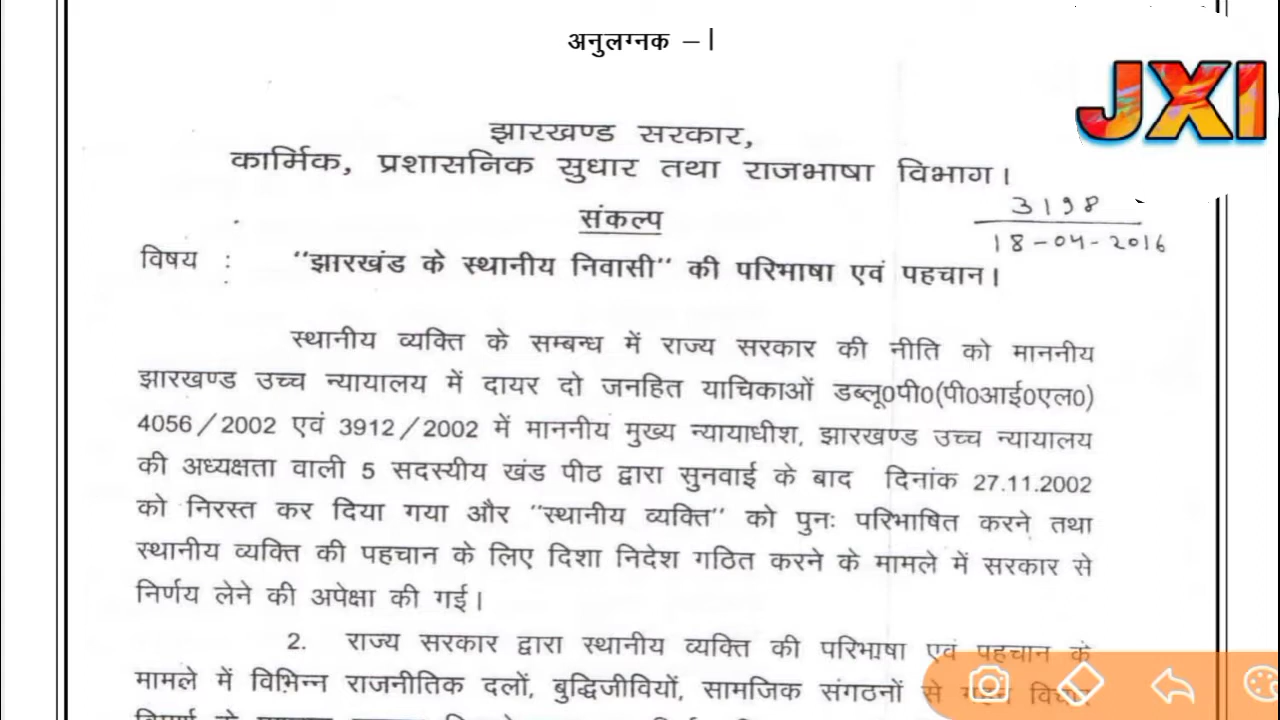 अनुलग्नक –I
JXI
झारखण्ड सरकार,
कार्मिक, प्रशासनिक सुधार तथा राजभाषा विभाग।
संकल्प
3198
18-04-2016
विषय : "झारखंड के स्थानीय निवासी" की परिभाषा एवं पहचान।
स्थानीय व्यक्ति के सम्बन्ध में राज्य सरकार की नीति को माननीय
झारखण्ड उच्च न्यायालय में दायर दो जनहित याचिकाओं डब्लू0पी0(पी0आई0एल0)
4056/2002 एवं 3912/2002 में माननीय मुख्य न्यायाधीश, झारखण्ड उच्च न्यायालय
की अध्यक्षता वाली 5 सदस्यीय खंड पीठ द्वारा सुनवाई के बाद दिनांक 27.11.2002
को निरस्त कर दिया गया और "स्थानीय व्यक्ति" को पुनः परिभाषित करने तथा
स्थानीय व्यक्ति की पहचान के लिए दिशा निदेश गठित करने के मामले में सरकार से
निर्णय लेने की अपेक्षा की गई।
2. राज्य सरकार द्वारा स्थानीय व्यक्ति की परिभाषा एवं पहचान के
मामले में विभिन्न राजनीतिक दलों, बुद्धिजीवियों, सामजिक संगठनों से गहन विचार